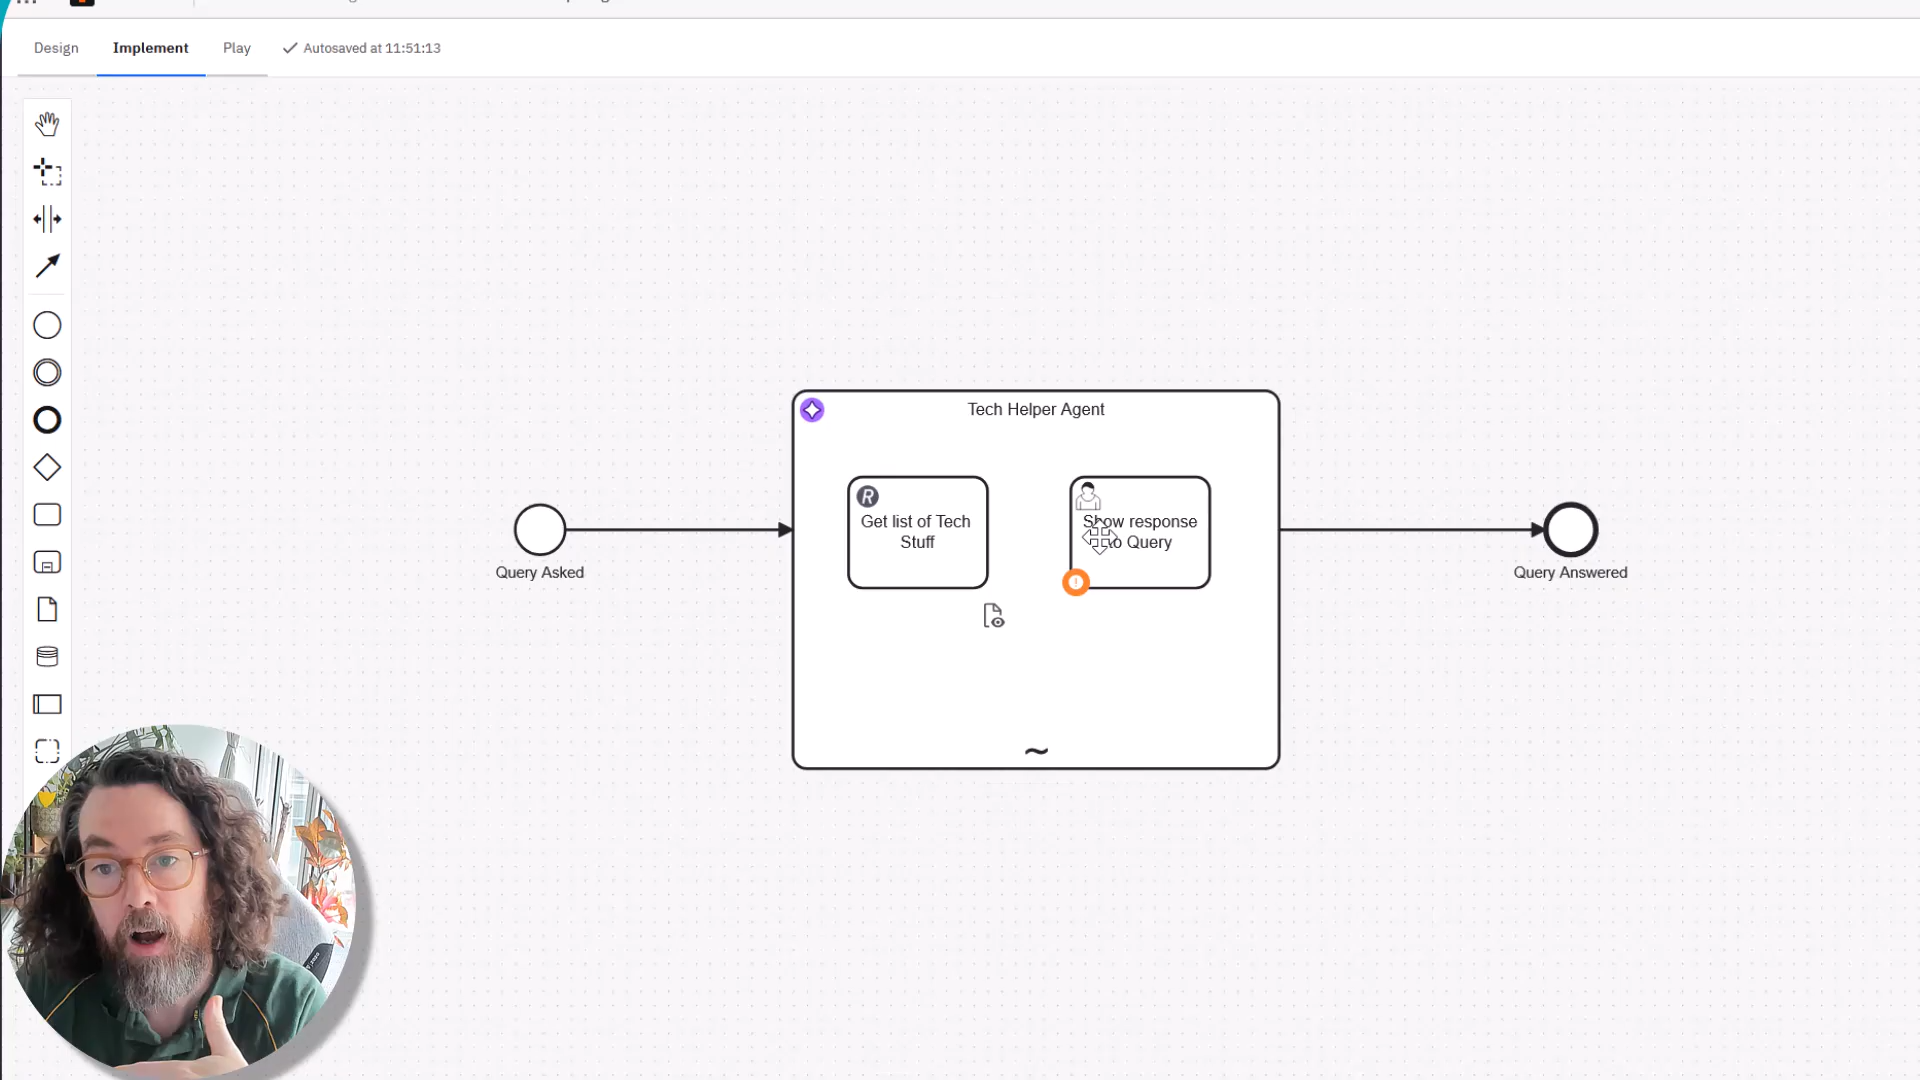 Design Implement Play Autosaved at 11:51:13
Tech Helper Agent
R
Get list of Tech
Stuff
Show response
to Query
Query Asked
Query Answered